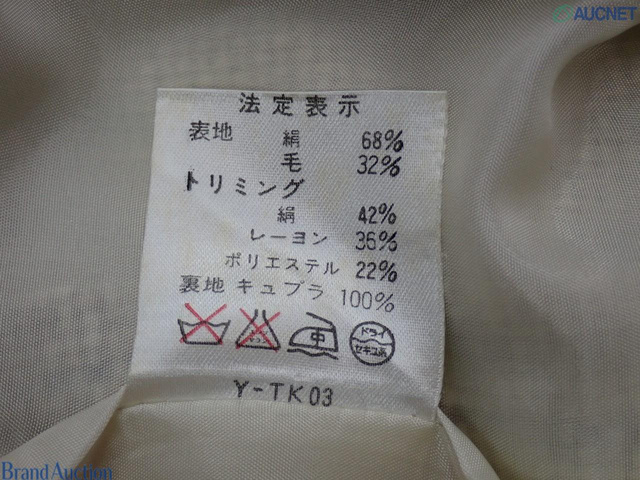 AUCNET
法定表示
表地 絹 68%
毛 32%
トリミング
絹 42%
レーヨン 36%
ポリエステル 22%
裏地 キュプラ 100%
中 ドライ
セキユ系
Y-TK03
BrandAuction